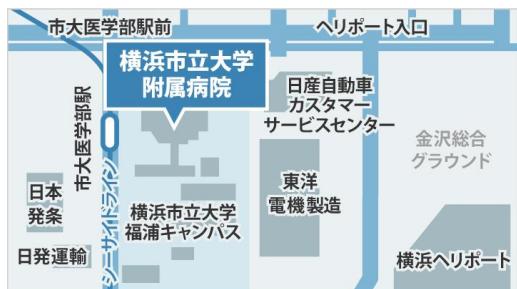 市大医学部駅前
ヘリポート入口
横浜市立大学
附属病院
日産自動車
カスタマー
サービスセンター
市大医学部駅
金沢総合
グラウンド
日本
発条
横浜市立大学
福浦キャンパス
東洋
電機製造
シーサイドライン
日発運輸
横浜ヘリポート